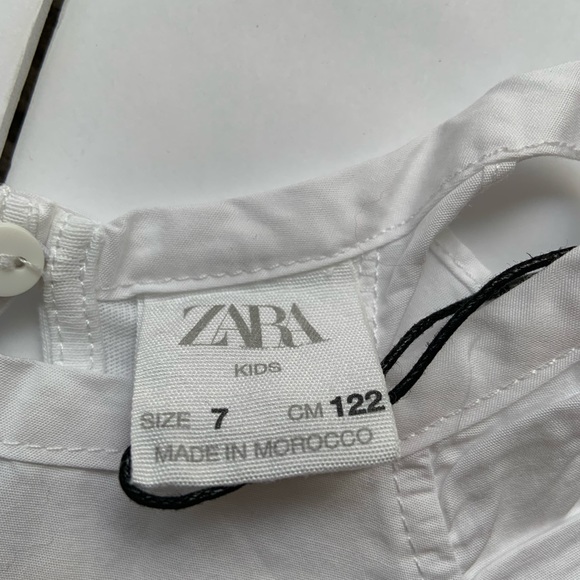 ZARA
KIDS
SIZE 7 CM 122
MADE IN MOROCCO